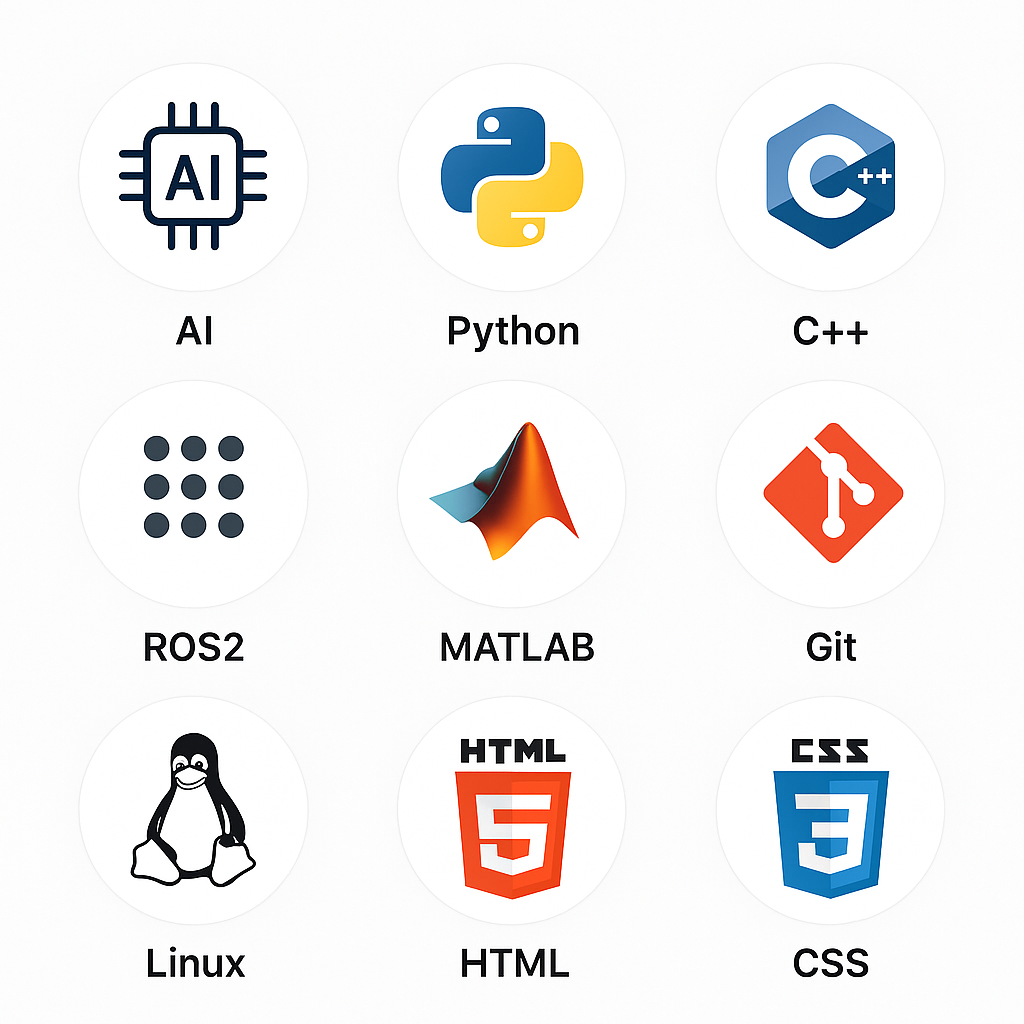 AI
AI
Python
C
++
C++
ROS2
MATLAB
Git
Linux
HTML
5
HTML
CSS
3
CSS